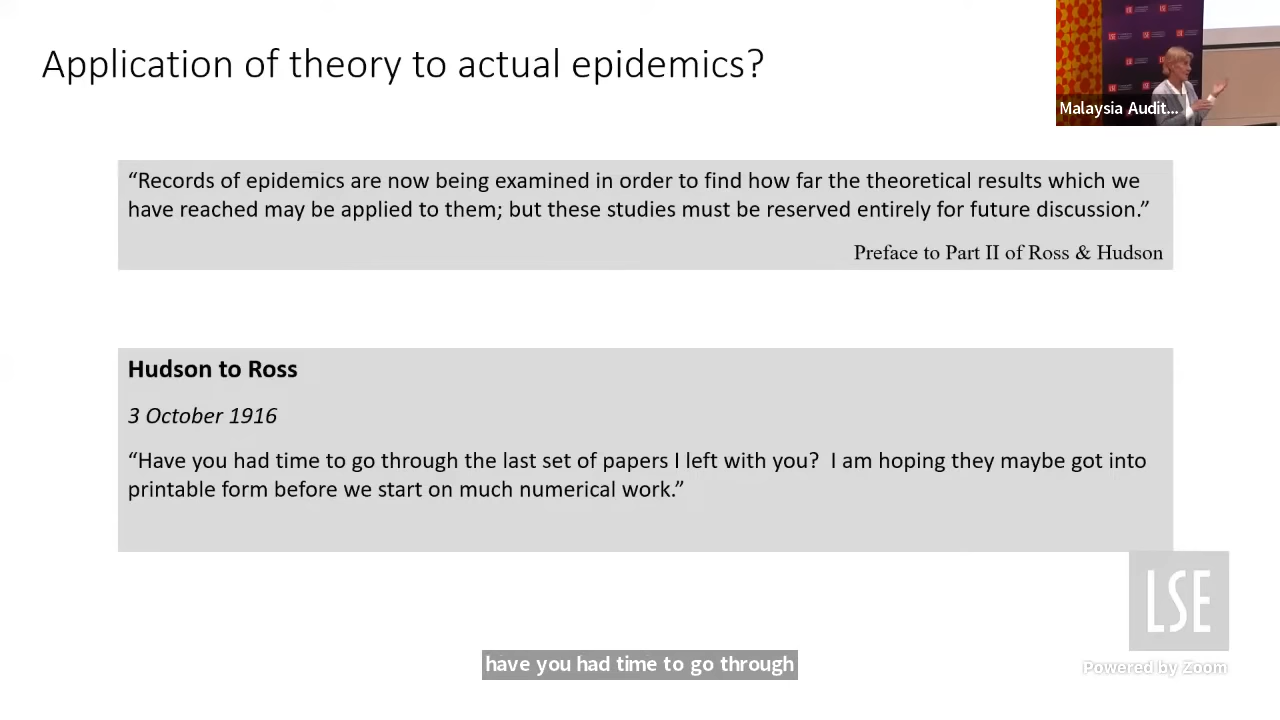 Application of theory to actual epidemics?
Malaysia Audit...
“Records of epidemics are now being examined in order to find how far the theoretical results which we
have reached may be applied to them; but these studies must be reserved entirely for future discussion.”
Preface to Part II of Ross & Hudson
Hudson to Ross
3 October 1916
“Have you had time to go through the last set of papers I left with you?  I am hoping they maybe got into
printable form before we start on much numerical work.”
LSE
have you had time to go through
Powered by Zoom